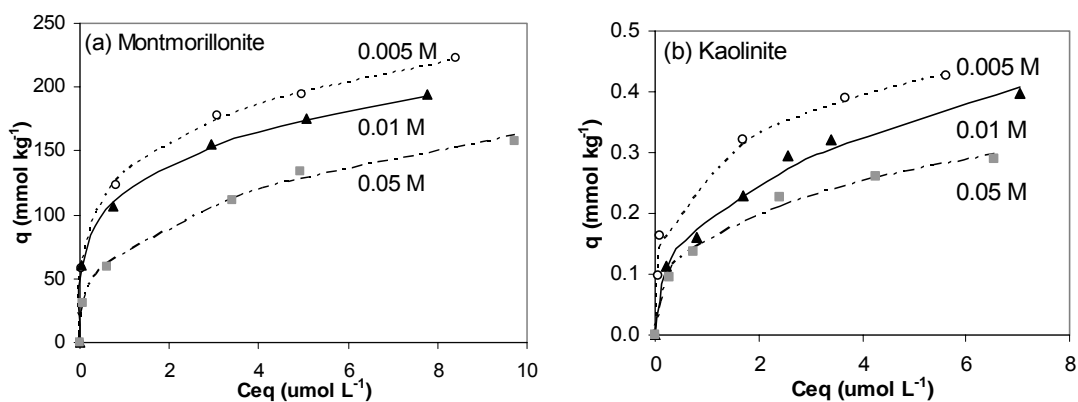 (a) Montmorillonite
q (mmol kg⁻¹)
250
200
150
100
50
0
0.005 M
0.01 M
0.05 M
0 2 4 6 8 10
Ceq (umol L⁻¹)
(b) Kaolinite
q (mmol kg⁻¹)
0.5
0.4
0.3
0.2
0.1
0.0
0.005 M
0.01 M
0.05 M
0 2 4 6 8
Ceq (umol L⁻¹)